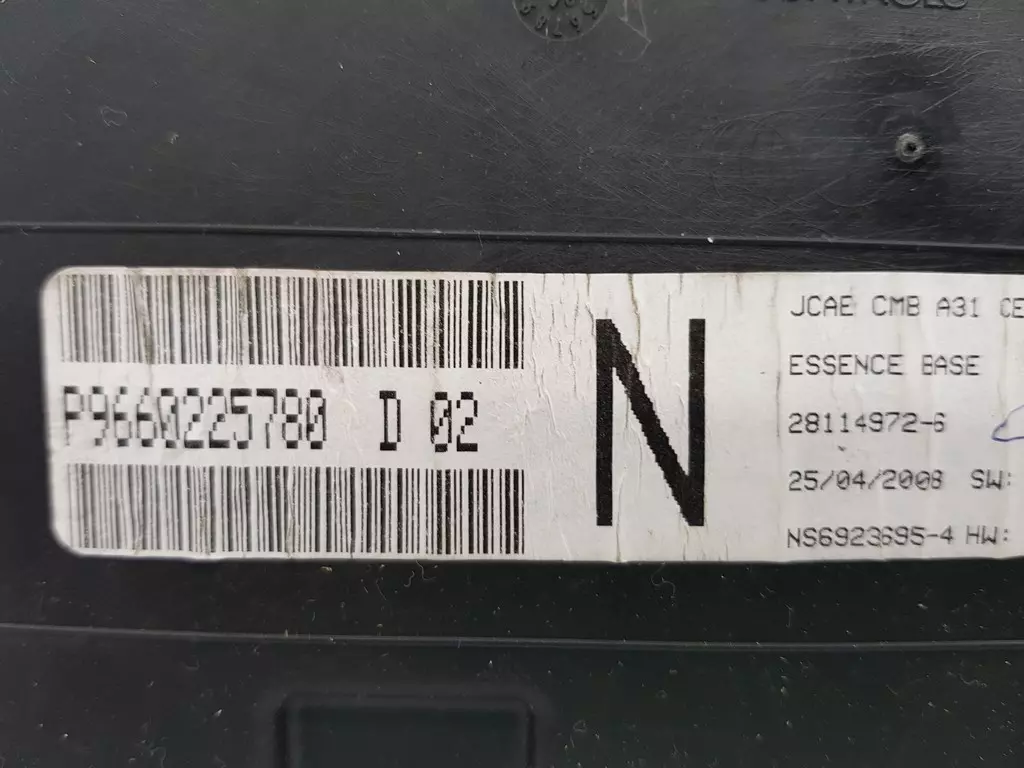 P9660225780 D 02
N
JCAE CMB A31 CE
ESSENCE BASE
28114972-6
25/04/2008 SW:
NS6923695-4 HW: